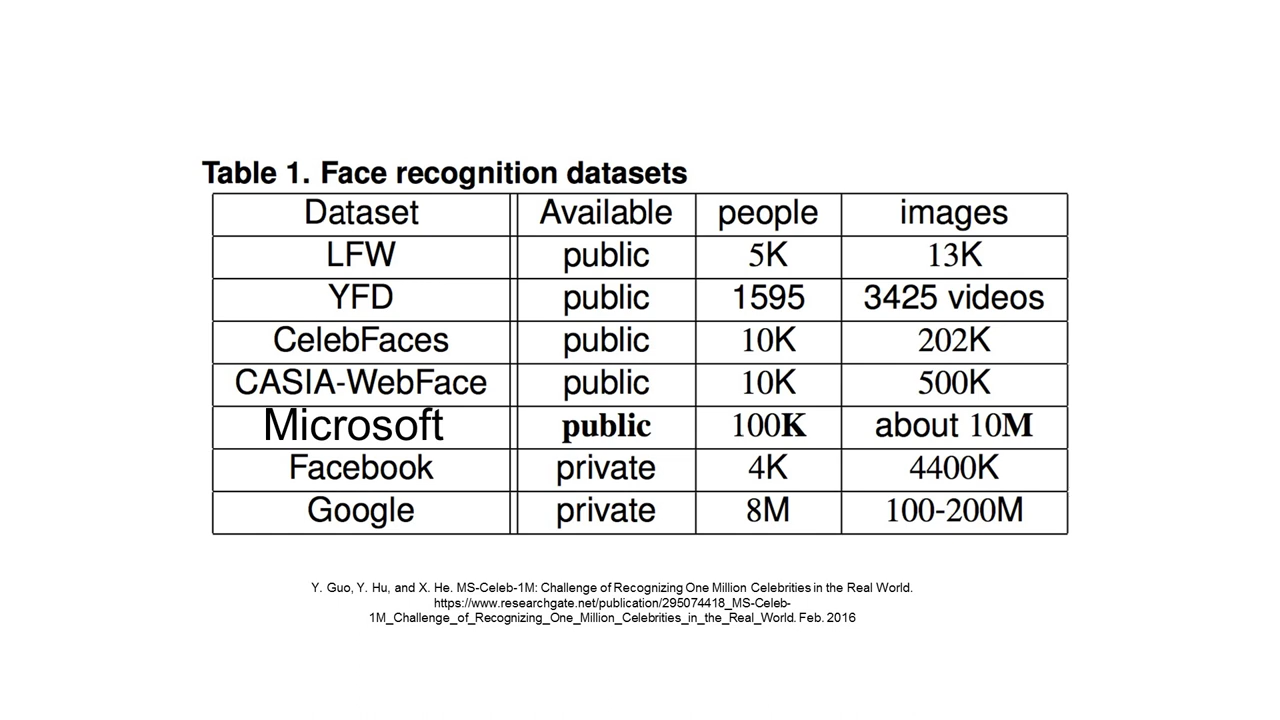 Table 1. Face recognition datasets
Dataset Available people images
LFW public 5K 13K
YFD public 1595 3425 videos
CelebFaces public 10K 202K
CASIA-WebFace public 10K 500K
Microsoft public 100K about 10M
Facebook private 4K 4400K
Google private 8M 100-200M
Y. Guo, Y. Hu, and X. He. MS-Celeb-1M: Challenge of Recognizing One Million Celebrities in the Real World.
https://www.researchgate.net/publication/295074418_MS-Celeb-
1M_Challenge_of_Recognizing_One_Million_Celebrities_in_the_Real_World. Feb. 2016